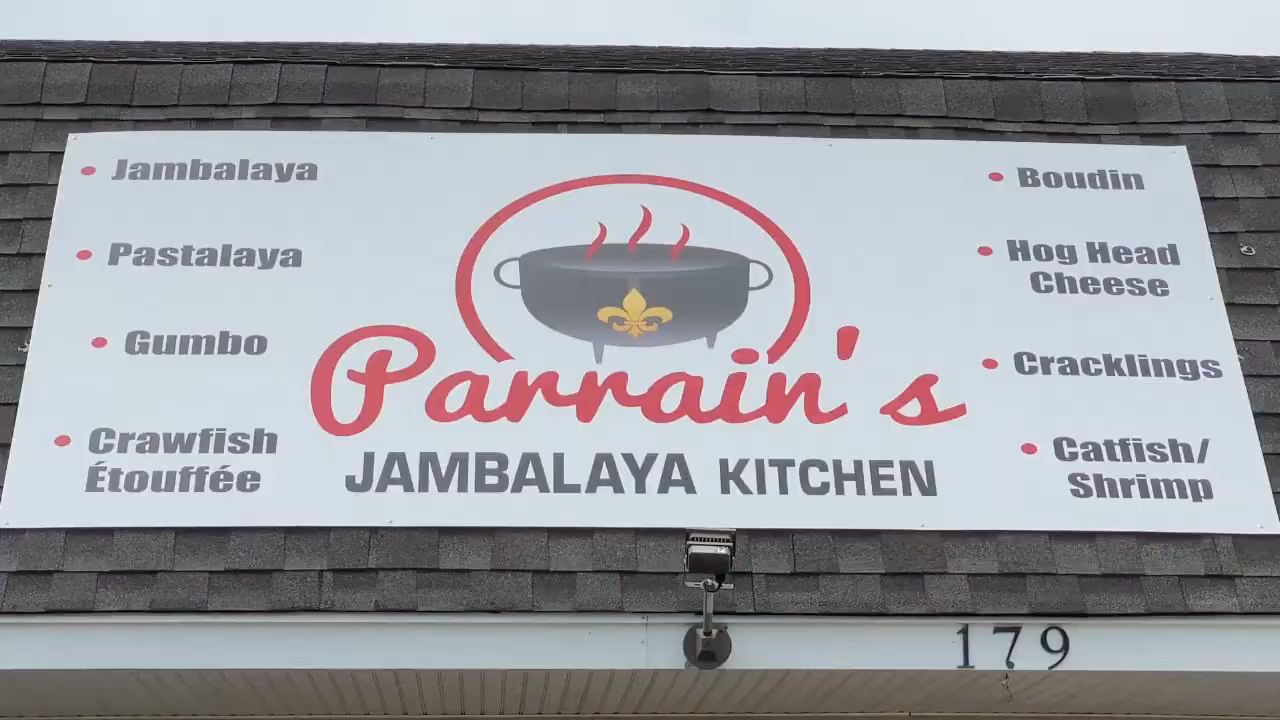 Jambalaya
Pastalaya
Gumbo
Crawfish
Étouffée
Parrain's
JAMBALAYA KITCHEN
Boudin
Hog Head
Cheese
Cracklings
Catfish/
Shrimp
179